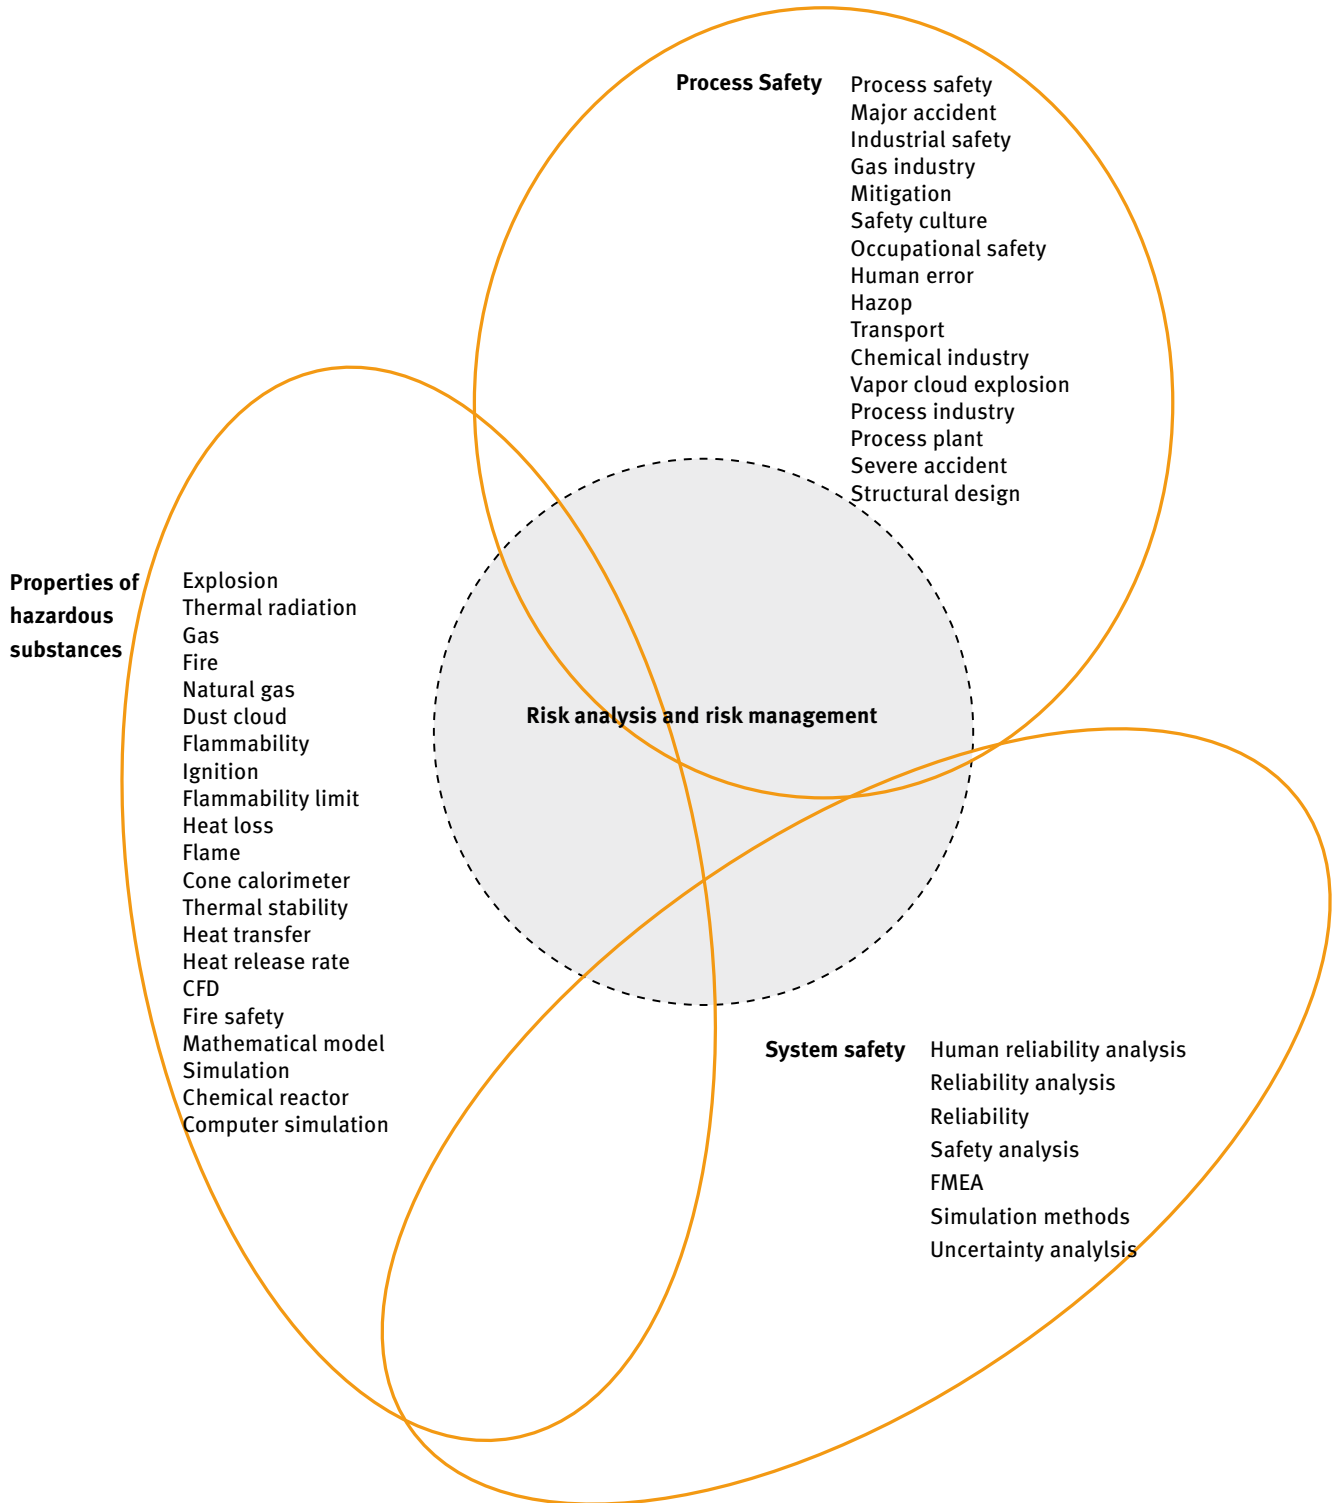 Process Safety
Process safety
Major accident
Industrial safety
Gas industry
Mitigation
Safety culture
Occupational safety
Human error
Hazop
Transport
Chemical industry
Vapor cloud explosion
Process industry
Process plant
Severe accident
Structural design
Properties of
hazardous
substances
Explosion
Thermal radiation
Gas
Fire
Natural gas
Dust cloud
Flammability
Ignition
Flammability limit
Heat loss
Flame
Cone calorimeter
Thermal stability
Heat transfer
Heat release rate
CFD
Fire safety
Mathematical model
Simulation
Chemical reactor
Computer simulation
Risk analysis and risk management
System safety
Human reliability analysis
Reliability analysis
Reliability
Safety analysis
FMEA
Simulation methods
Uncertainty analylsis